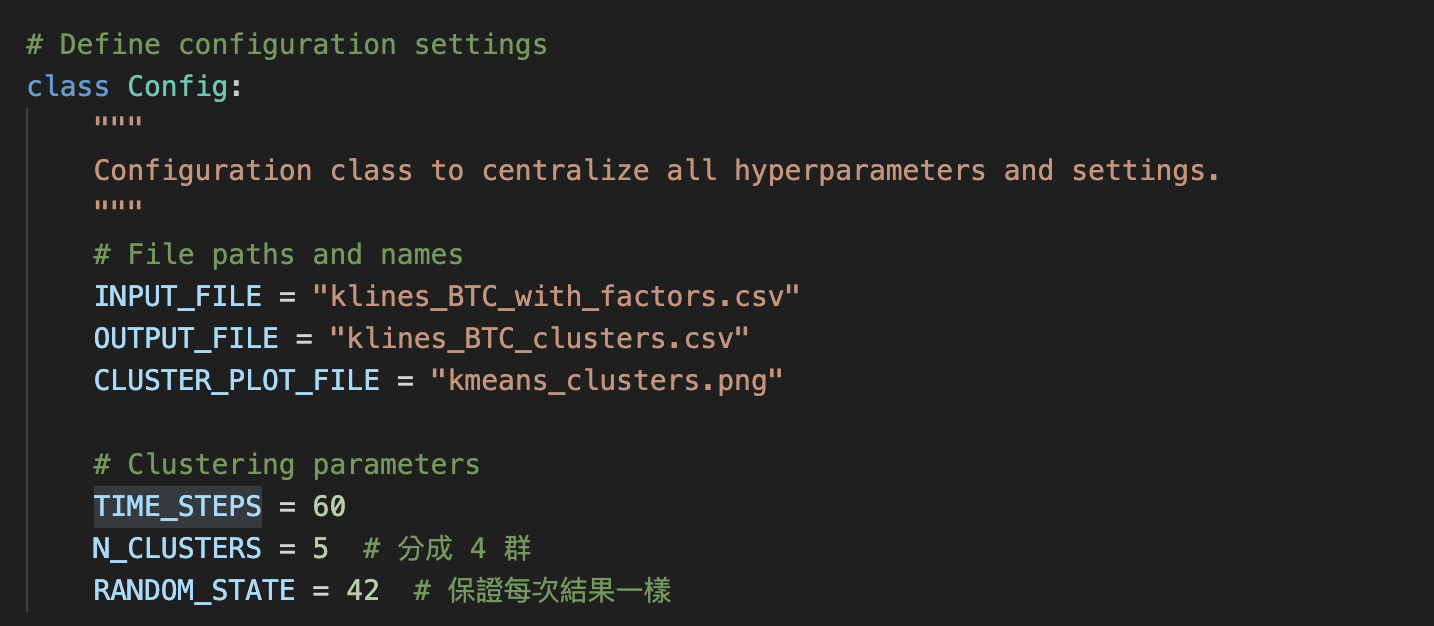 # Define configuration settings
class Config:
"""
Configuration class to centralize all hyperparameters and settings.
"""
# File paths and names
INPUT_FILE = "klines_BTC_with_factors.csv"
OUTPUT_FILE = "klines_BTC_clusters.csv"
CLUSTER_PLOT_FILE = "kmeans_clusters.png"
# Clustering parameters
TIME_STEPS = 60
N_CLUSTERS = 5  # 分成 4 群
RANDOM_STATE = 42  # 保證每次結果一樣